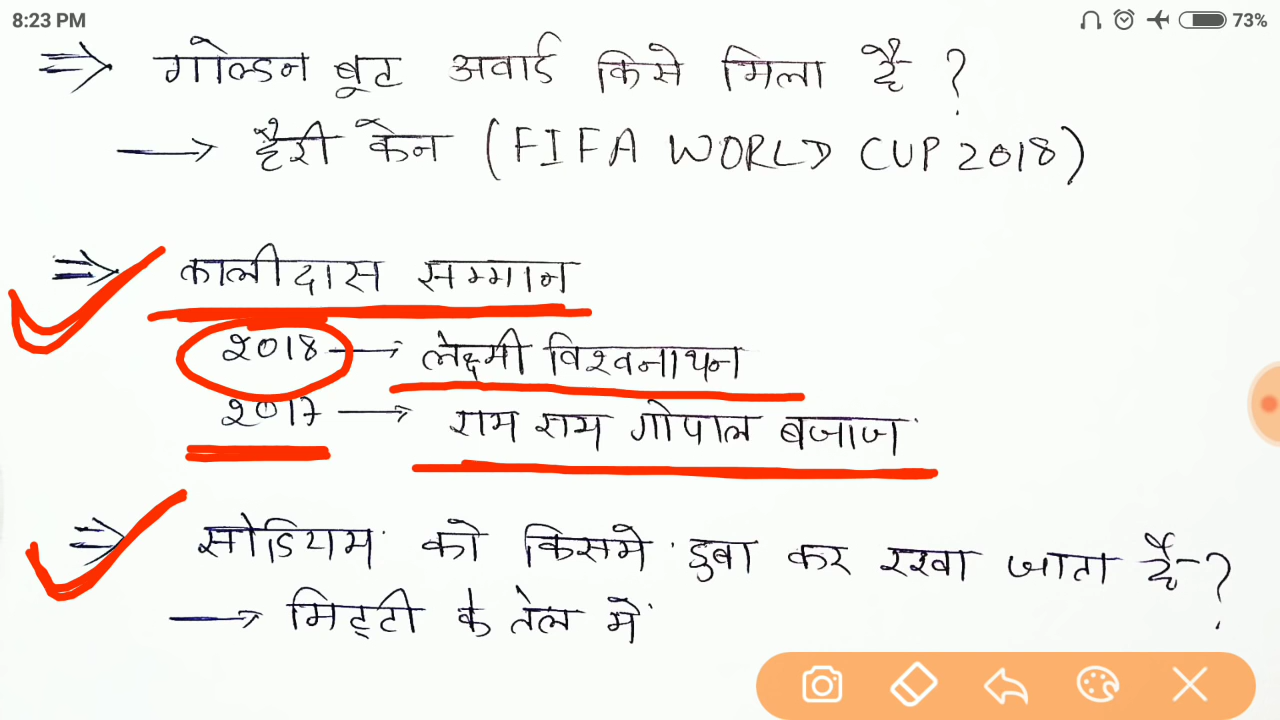 8:23 PM 73%
⇒ गोल्डन बूट अवार्ड किसे मिला है ?
→ हैरी केन (FIFA WORLD CUP 2018)
⇒ कालीदास सम्मान
2018 → लक्ष्मी विश्वनाथन
2017 → राम राम गोपाल बजाज
⇒ सोडियम को किसमे डुबा कर रखा जाता है - ?
→ मिट्टी के तेल में